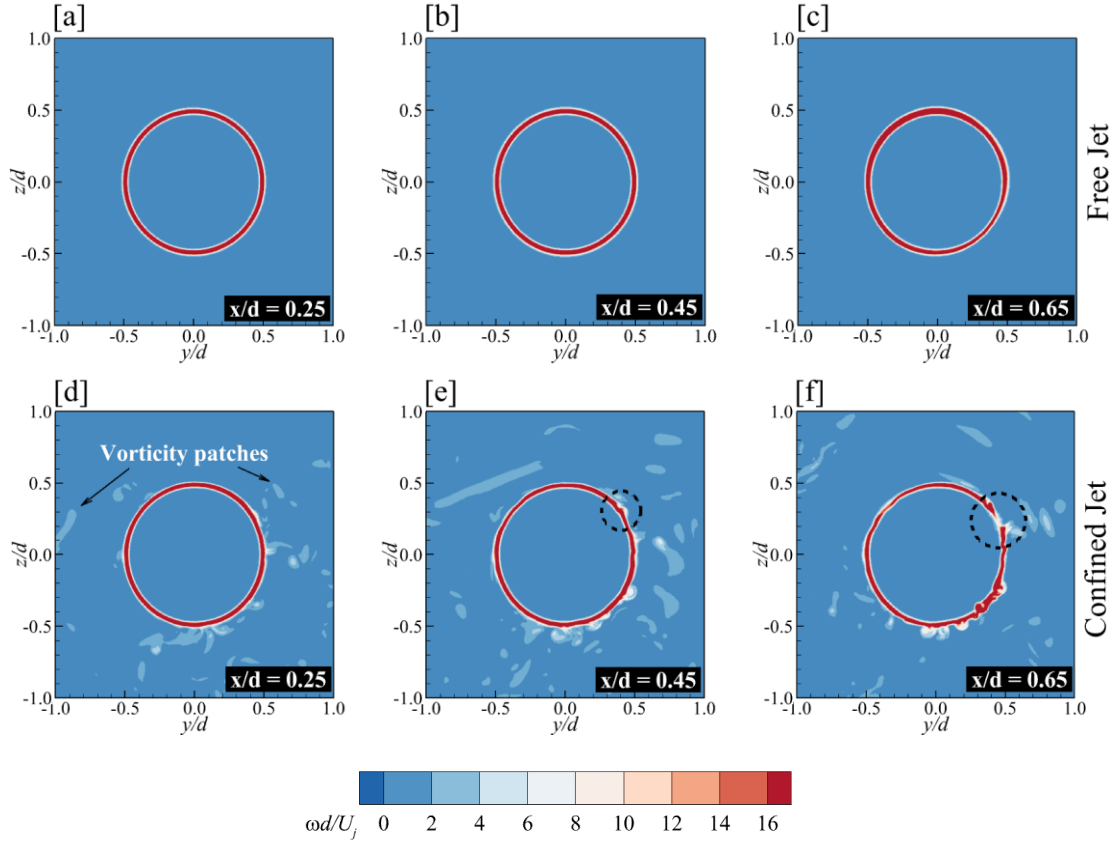 [a] [b] [c]
1.0 1.0 1.0
0.5 0.5 0.5
z/d 0.0 z/d 0.0 z/d 0.0
-0.5 -0.5 -0.5
x/d = 0.25 x/d = 0.45 x/d = 0.65
-1.0 -1.0 -1.0
-1.0 -0.5 0.0 0.5 1.0 -1.0 -0.5 0.0 0.5 1.0 -1.0 -0.5 0.0 0.5 1.0
y/d y/d y/d
Free Jet
[d] [e] [f]
1.0 1.0 1.0
Vorticity patches
0.5 0.5 0.5
z/d 0.0 z/d 0.0 z/d 0.0
-0.5 -0.5 -0.5
x/d = 0.25 x/d = 0.45 x/d = 0.65
-1.0 -1.0 -1.0
-1.0 -0.5 0.0 0.5 1.0 -1.0 -0.5 0.0 0.5 1.0 -1.0 -0.5 0.0 0.5 1.0
y/d y/d y/d
Confined Jet
ωd/Uj 0 2 4 6 8 10 12 14 16